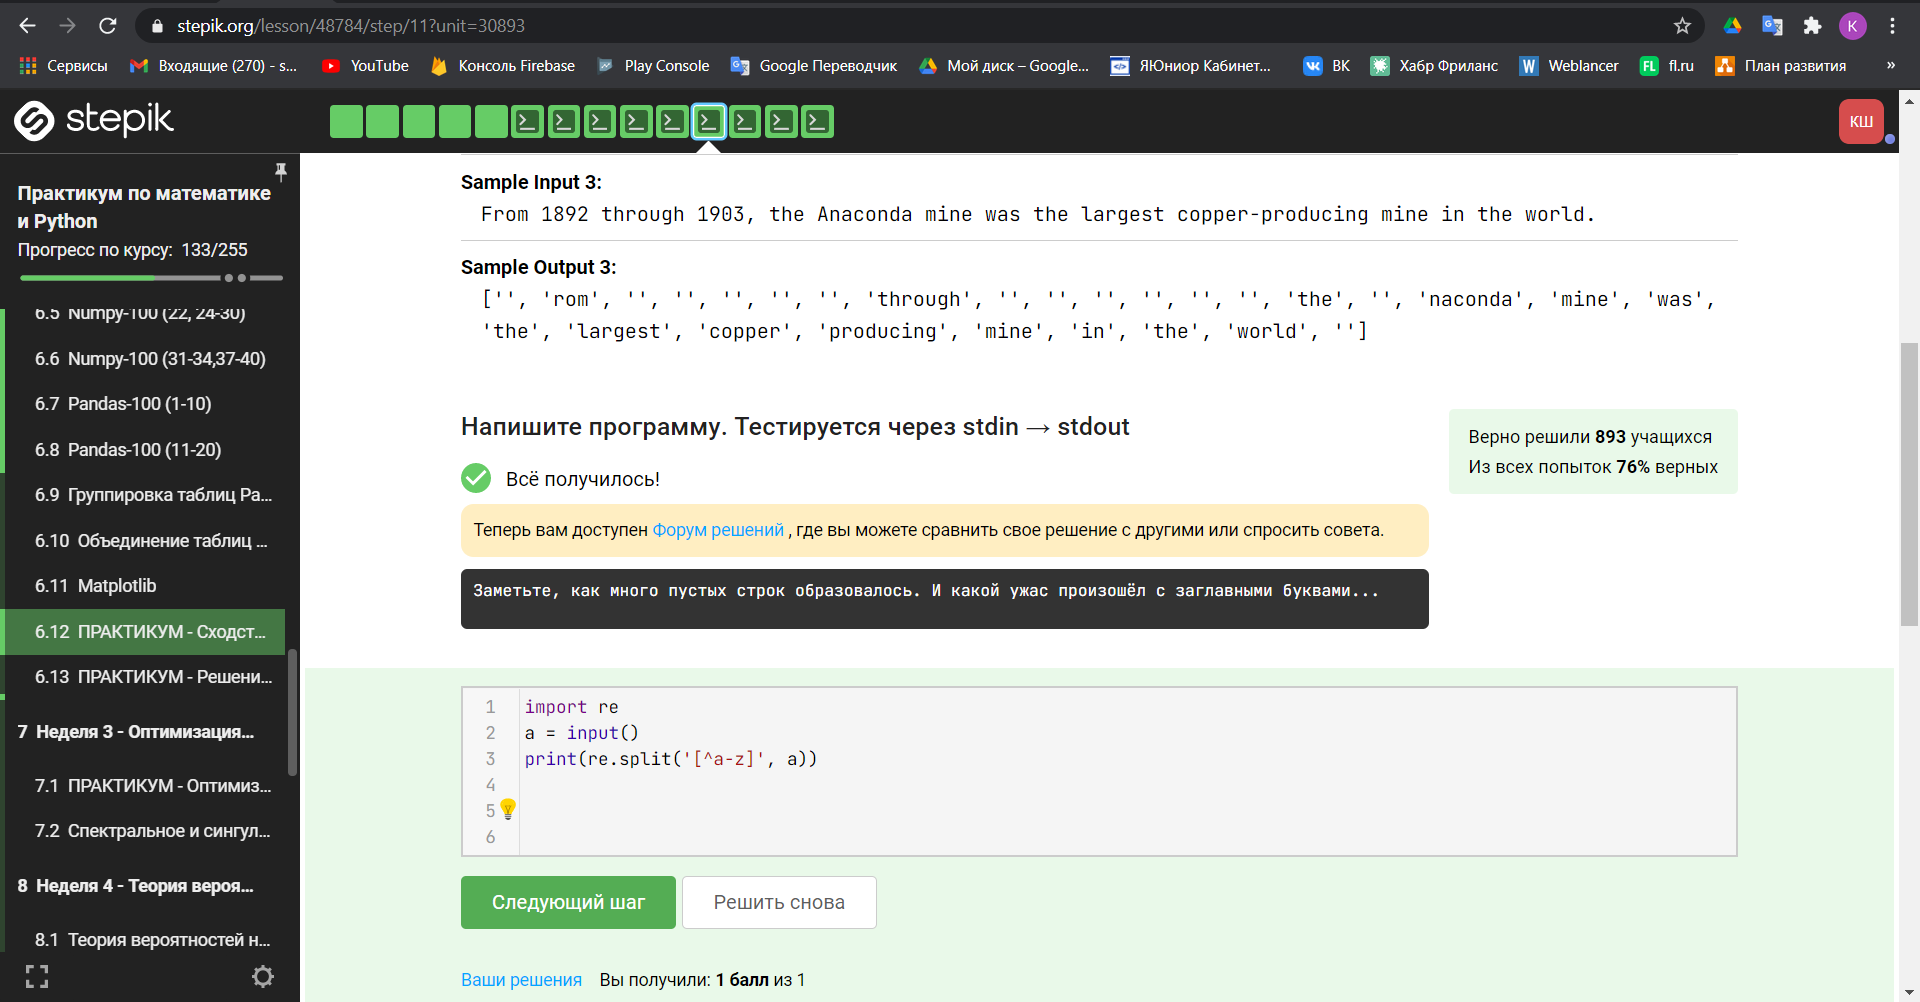 stepik.org/lesson/48784/step/11?unit=30893
K
Сервисы
Входящие (270) - s...
YouTube
Консоль Firebase
Play Console
Google Переводчик
Мой диск – Google...
ЯЮниор Кабинет...
ВК
Хабр Фриланс
Weblancer
fl.ru
План развития
»
stepik
КШ
Практикум по математике
и Python
Прогресс по курсу: 133/255
6.5 Numpy-100 (22, 24-30)
6.6 Numpy-100 (31-34,37-40)
6.7 Pandas-100 (1-10)
6.8 Pandas-100 (11-20)
6.9 Группировка таблиц Pa...
6.10 Объединение таблиц ...
6.11 Matplotlib
6.12 ПРАКТИКУМ - Сходст...
6.13 ПРАКТИКУМ - Решени...
7 Неделя 3 - Оптимизация...
7.1 ПРАКТИКУМ - Оптимиз...
7.2 Спектральное и сингул...
8 Неделя 4 - Теория вероя...
8.1 Теория вероятностей н...
Sample Input 3:
From 1892 through 1903, the Anaconda mine was the largest copper-producing mine in the world.
Sample Output 3:
['', 'rom', '', '', '', '', '', 'through', '', '', '', '', '', '', 'the', '', 'naconda', 'mine', 'was',
'the', 'largest', 'copper', 'producing', 'mine', 'in', 'the', 'world', '']
Напишите программу. Тестируется через stdin → stdout
Верно решили 893 учащихся
Из всех попыток 76% верных
Всё получилось!
Теперь вам доступен Форум решений , где вы можете сравнить свое решение с другими или спросить совета.
Заметьте, как много пустых строк образовалось. И какой ужас произошёл с заглавными буквами...
1 import re
2 a = input()
3 print(re.split('[^a-z]', a))
4
5
6
Следующий шаг
Решить снова
Ваши решения Вы получили: 1 балл из 1